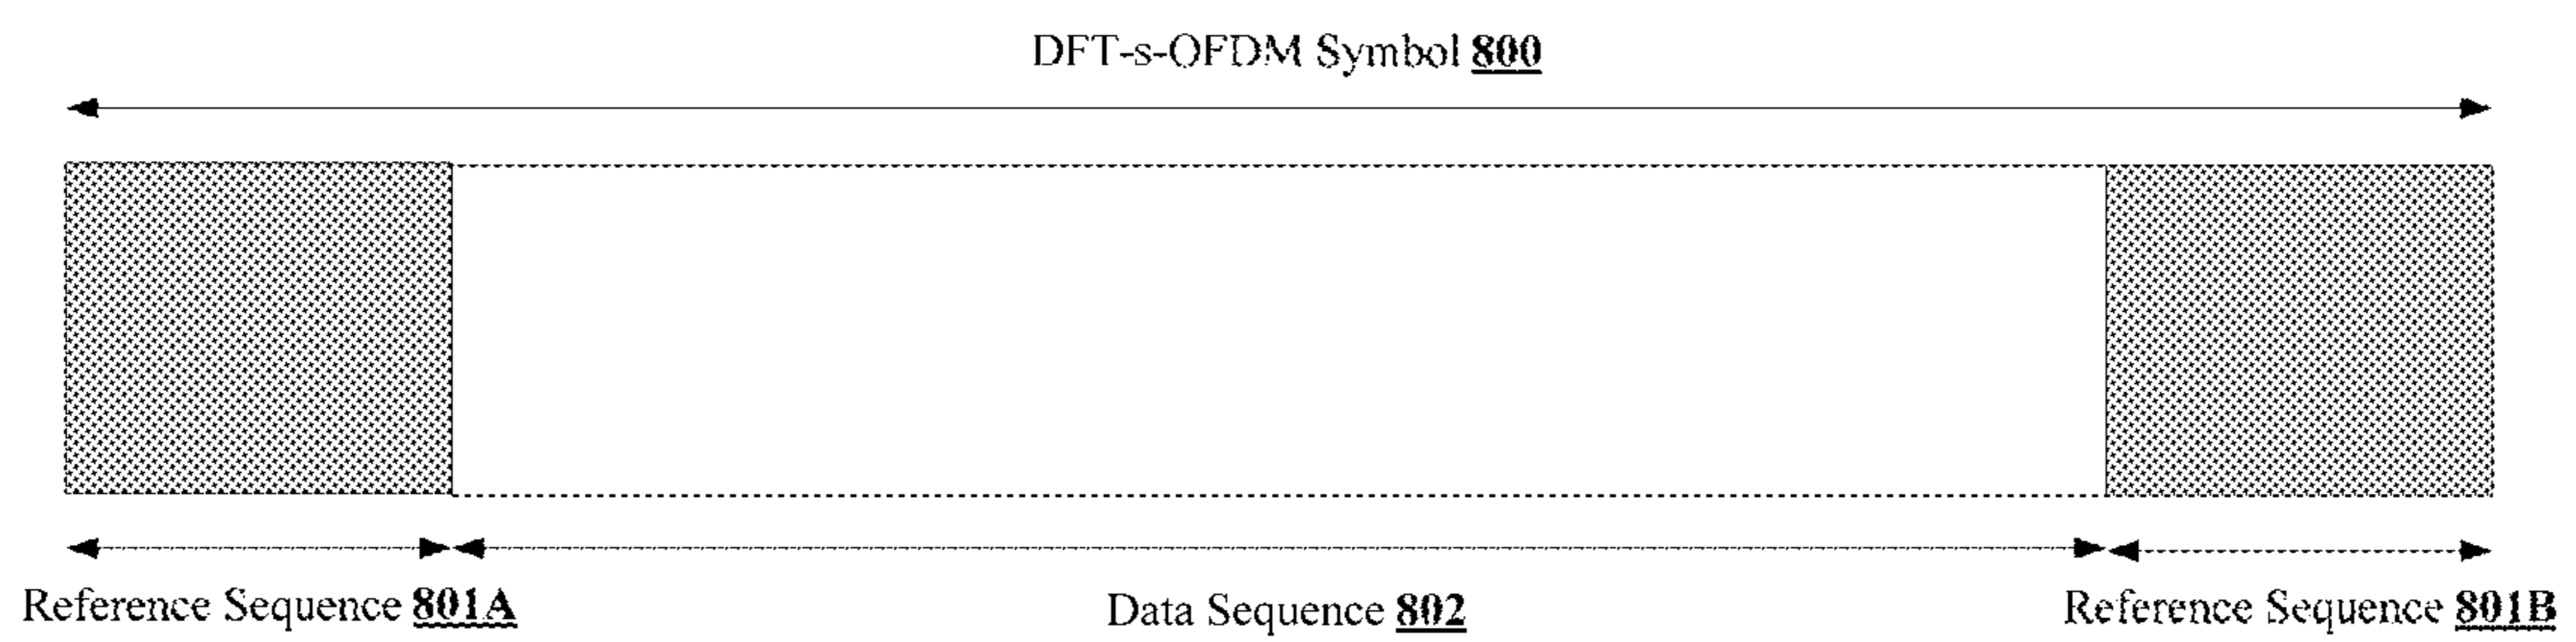 DFT-s-OFDM Symbol 800
Reference Sequence 801A
Data Sequence 802
Reference Sequence 801B